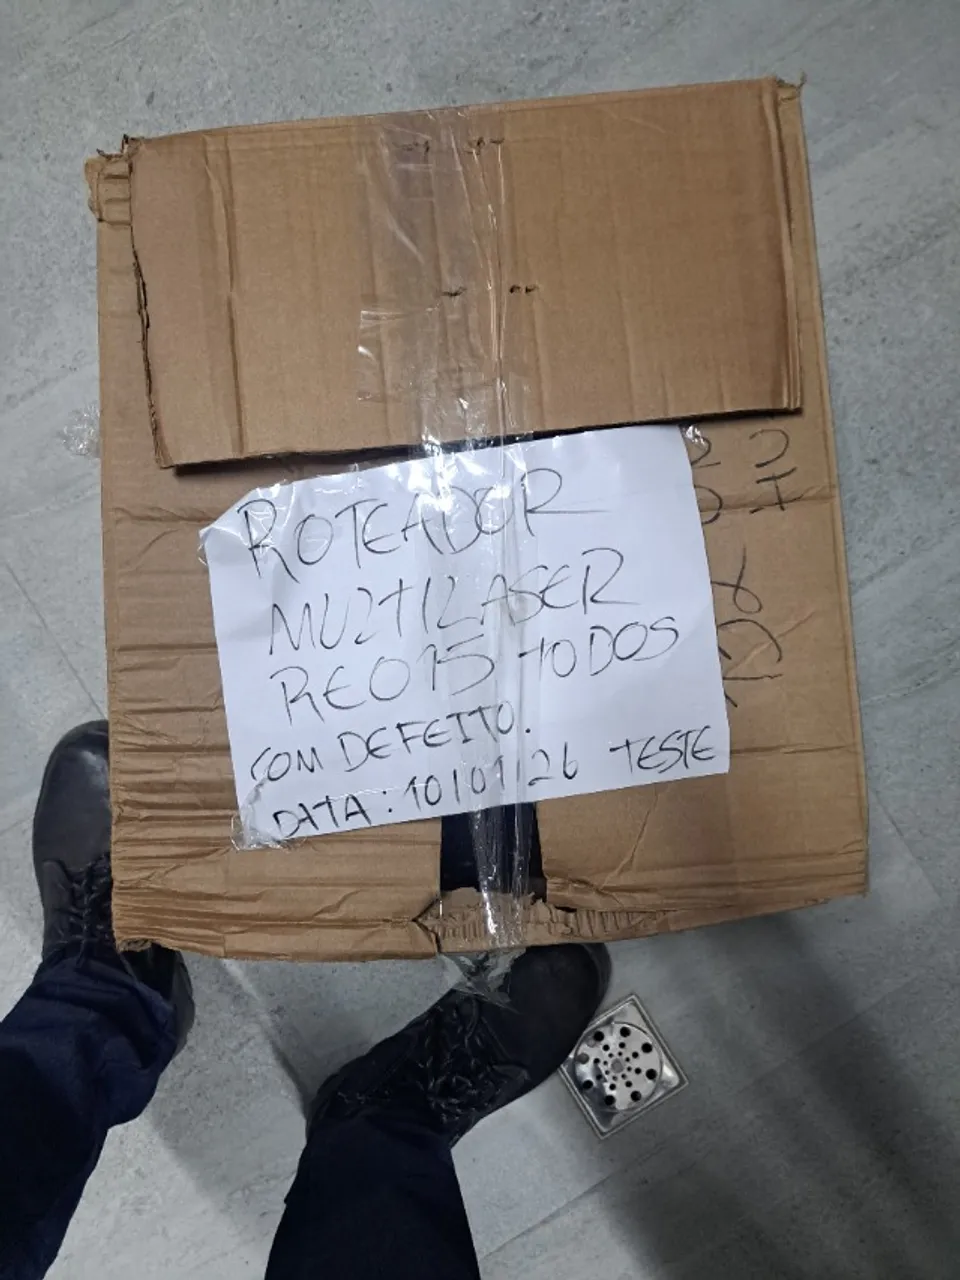 ROTEADOR
MULTILASER
RE015 TODOS
COM DEFEITO.
DATA: 10/01/26 TESTE